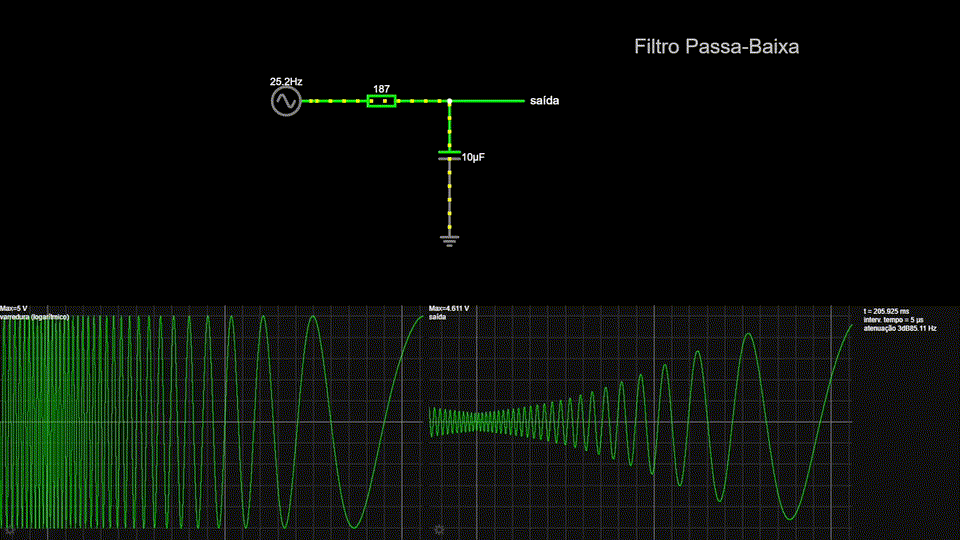 Filtro Passa-Baixa
25.2Hz
187
saída
10µF
Max=5 V
varredura (logarítmico)
Max=4.611 V
saída
t = 205.925 ms
interv. tempo = 5 µs
atenuação 3dB85.11 Hz